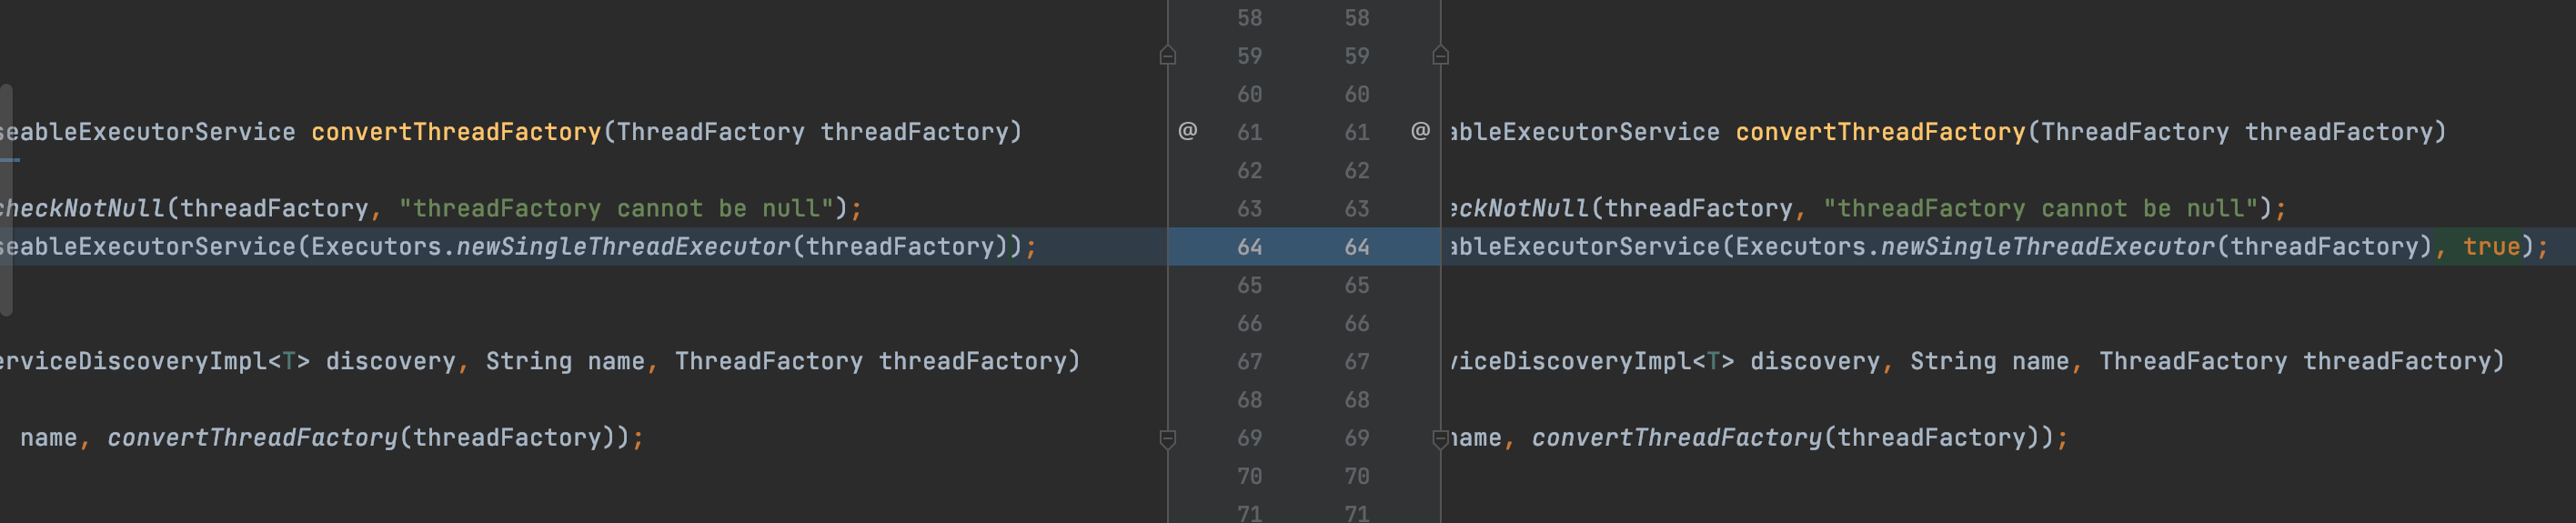 58 58
59 59
60 60
seableExecutorService convertThreadFactory(ThreadFactory threadFactory) @ 61 61 @ ableExecutorService convertThreadFactory(ThreadFactory threadFactory)
62 62
checkNotNull(threadFactory, "threadFactory cannot be null"); 63 63 eckNotNull(threadFactory, "threadFactory cannot be null");
seableExecutorService(Executors.newSingleThreadExecutor(threadFactory)); 64 64 ableExecutorService(Executors.newSingleThreadExecutor(threadFactory), true);
65 65
66 66
erviceDiscoveryImpl<T> discovery, String name, ThreadFactory threadFactory) 67 67 viceDiscoveryImpl<T> discovery, String name, ThreadFactory threadFactory)
68 68
name, convertThreadFactory(threadFactory)); 69 69 name, convertThreadFactory(threadFactory));
70 70
71 71